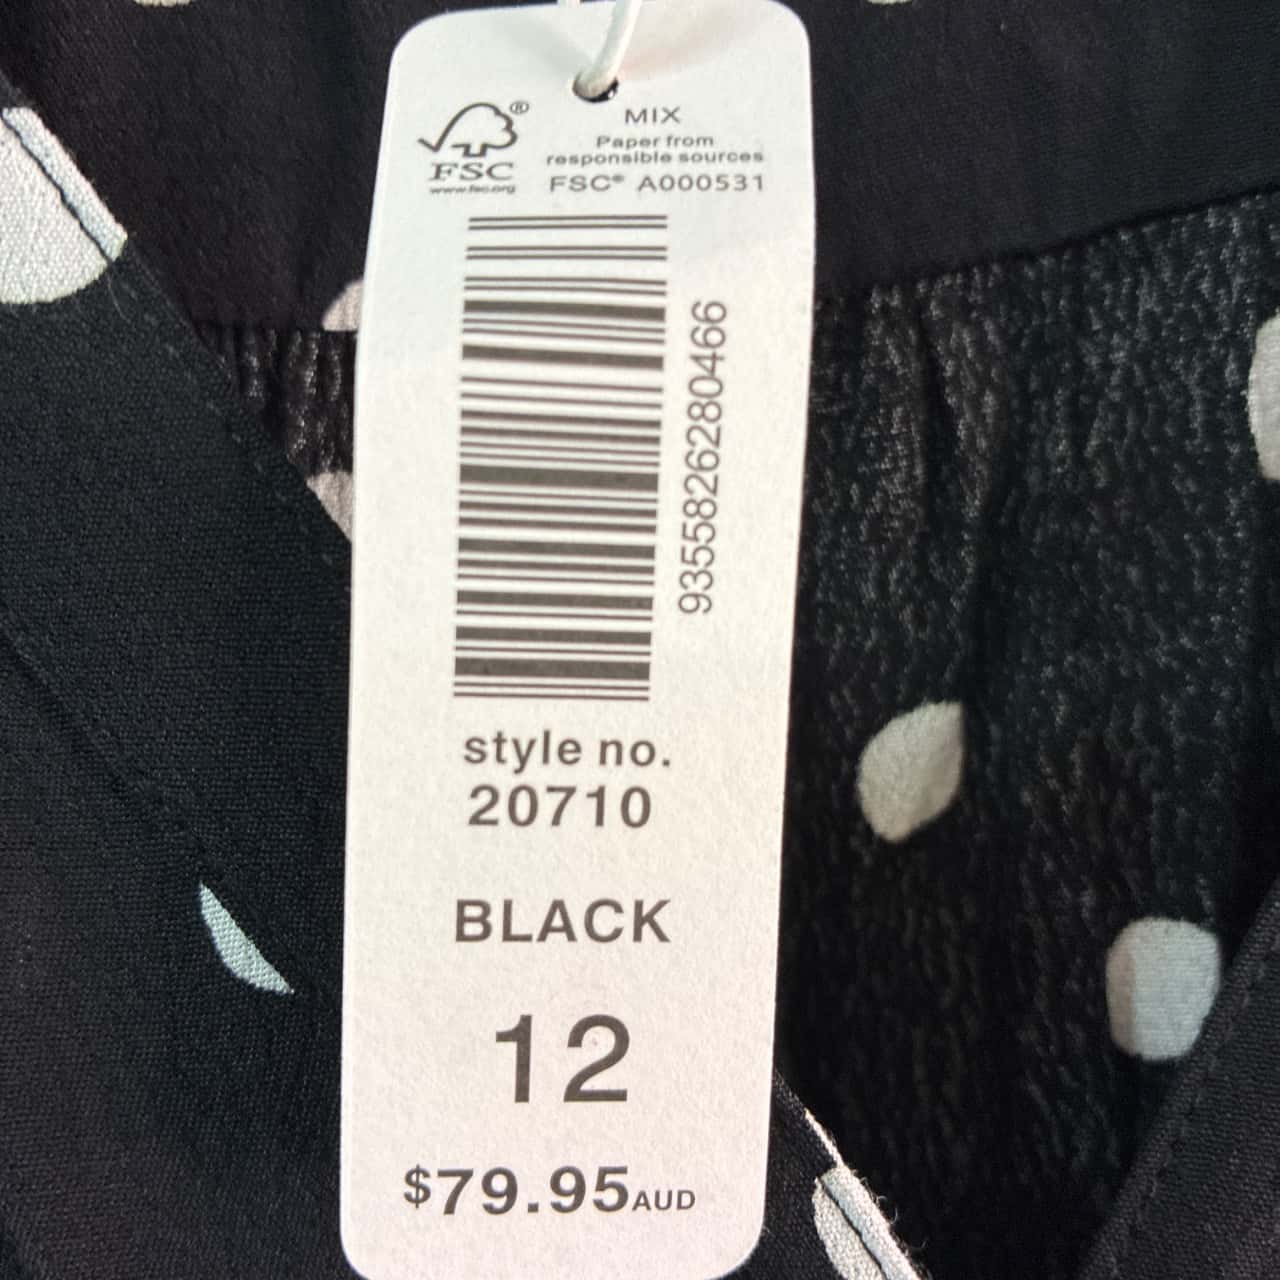 MIX
Paper from
responsible sources
FSC® A000531
®
FSC
www.fsc.org
9355826280466
style no.
20710
BLACK
12
$79.95AUD